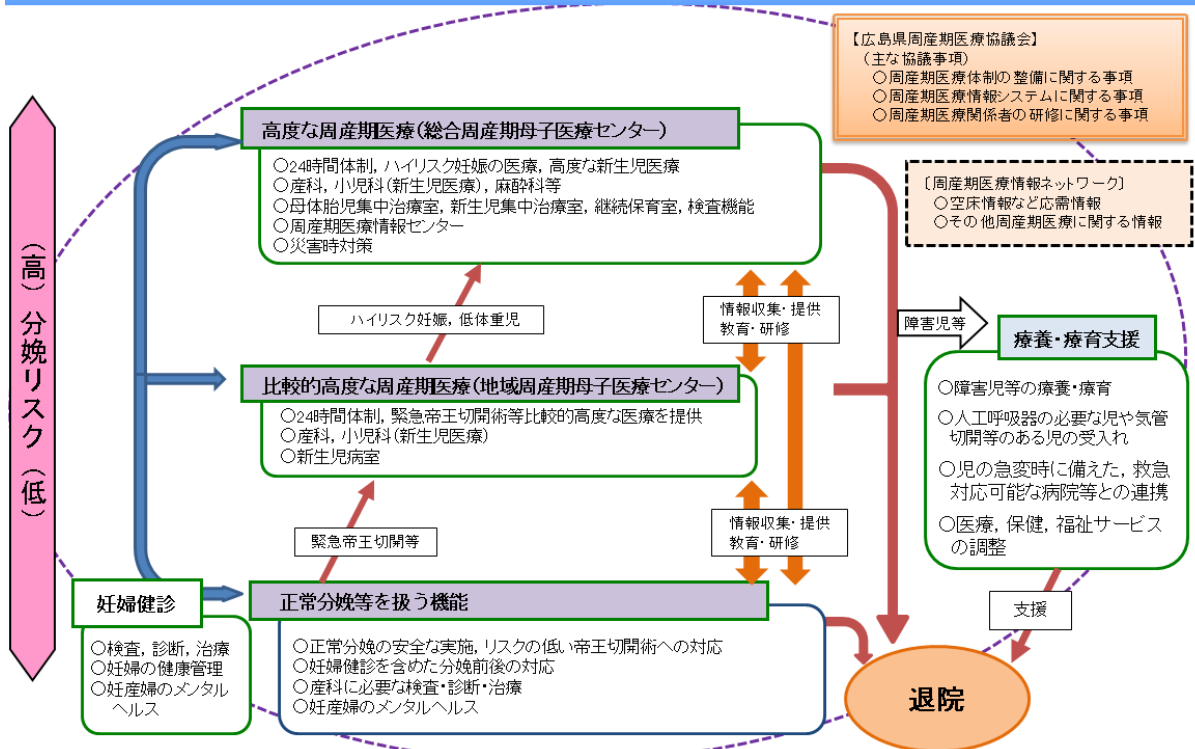 【広島県周産期医療協議会】
(主な協議事項)
○周産期医療体制の整備に関する事項
○周産期医療情報システムに関する事項
○周産期医療関係者の研修に関する事項
[周産期医療情報ネットワーク]
○空床情報など応需情報
○その他周産期医療に関する情報
(高) 分娩リスク (低)
高度な周産期医療(総合周産期母子医療センター)
○24時間体制, ハイリスク妊娠の医療, 高度な新生児医療
○産科, 小児科(新生児医療), 麻酔科等
○母体胎児集中治療室, 新生児集中治療室, 継続保育室, 検査機能
○周産期医療情報センター
○災害時対策
ハイリスク妊娠, 低体重児
情報収集・提供
教育・研修
障害児等
比較的高度な周産期医療(地域周産期母子医療センター)
○24時間体制, 緊急帝王切開術等比較的高度な医療を提供
○産科, 小児科(新生児医療)
○新生児病室
緊急帝王切開等
情報収集・提供
教育・研修
療養・療育支援
○障害児等の療養・療育
○人工呼吸器の必要な児や気管
切開等のある児の受入れ
○児の急変時に備えた, 救急
対応可能な病院等との連携
○医療, 保健, 福祉サービス
の調整
支援
妊婦健診
○検査, 診断, 治療
○妊婦の健康管理
○妊産婦のメンタル
ヘルス
正常分娩等を扱う機能
○正常分娩の安全な実施, リスクの低い帝王切開術への対応
○妊婦健診を含めた分娩前後の対応
○産科に必要な検査・診断・治療
○妊産婦のメンタルヘルス
退院